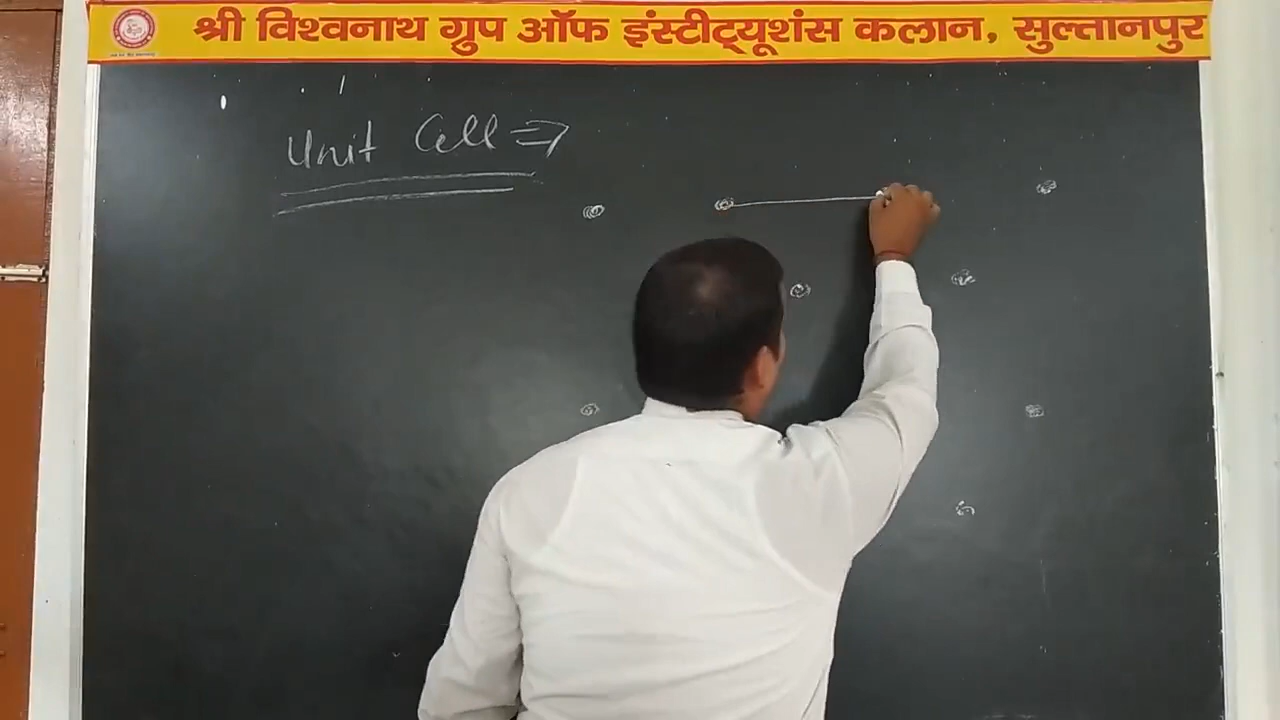 श्री विश्वनाथ ग्रुप ऑफ इंस्टीट्यूशंस कलान, सुल्तानपुर
Unit Cell ⇒